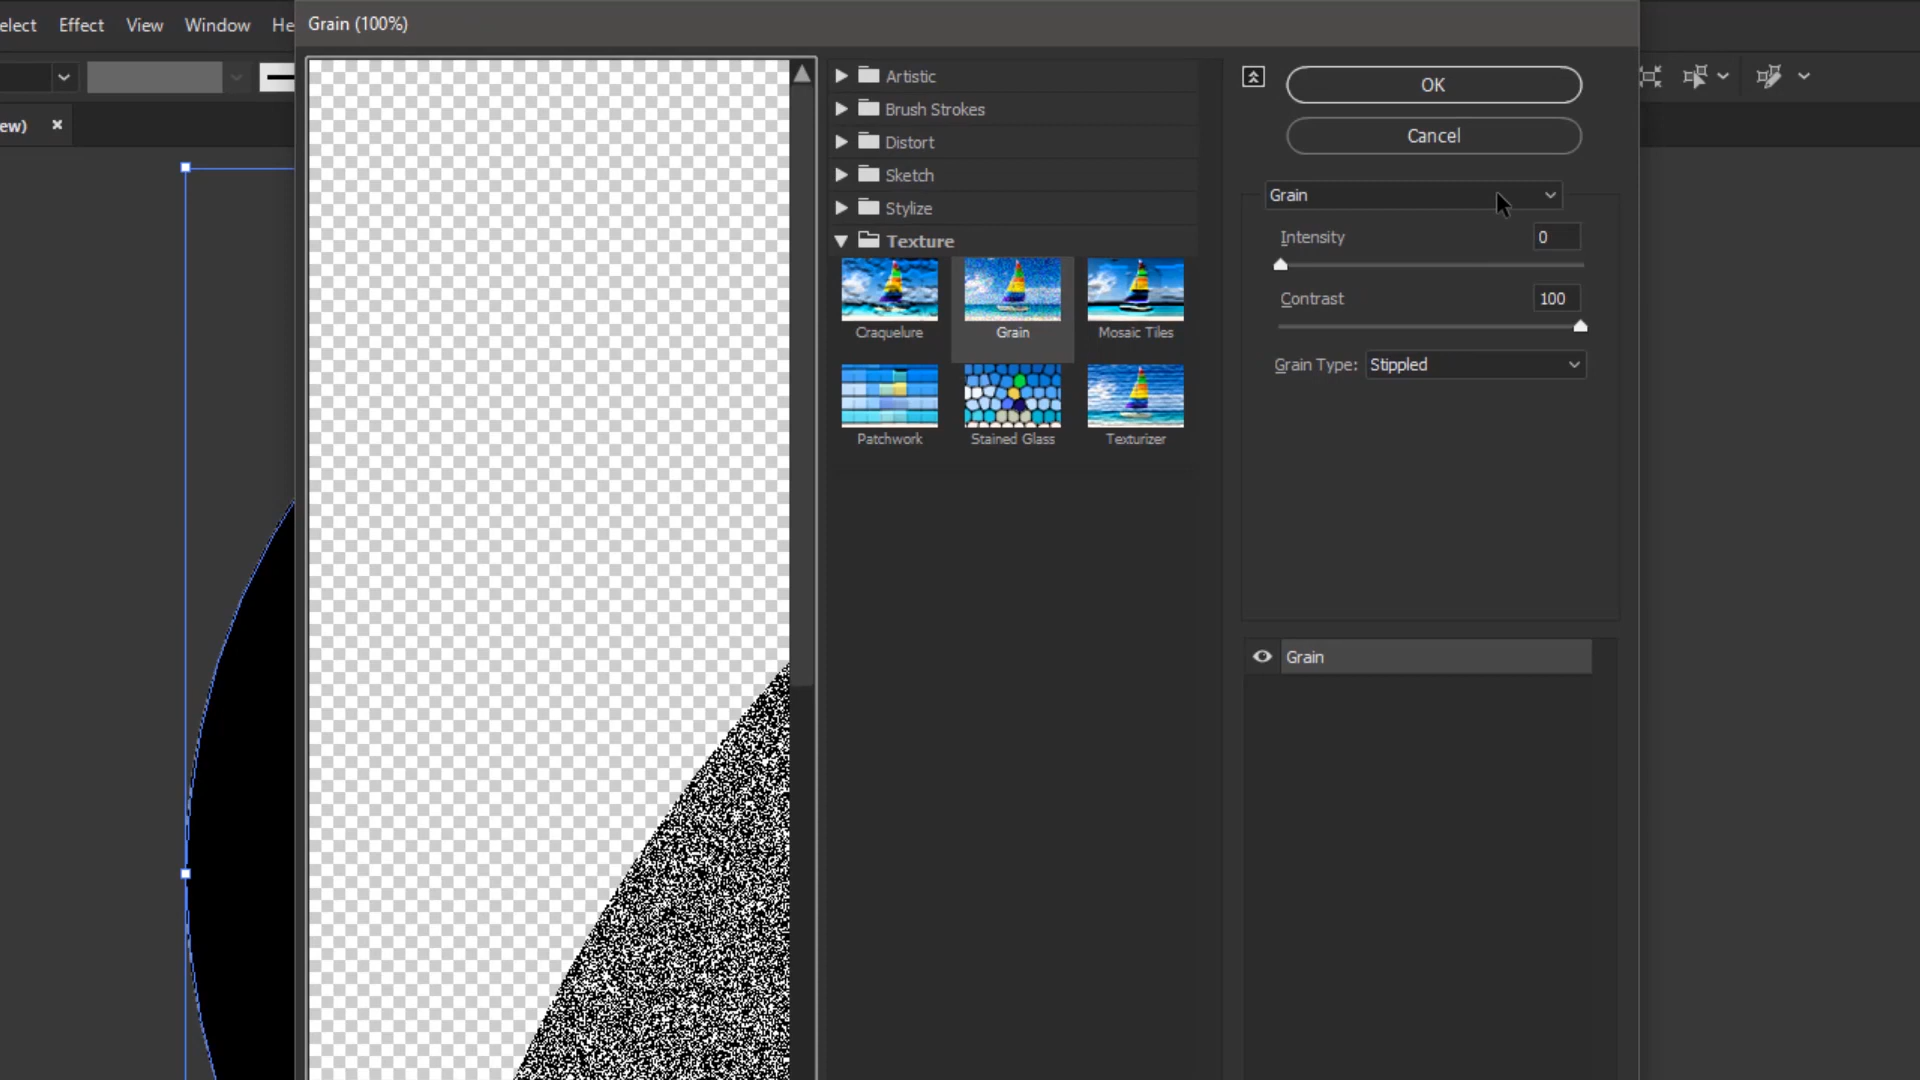 elect Effect View Window He
Grain (100%)
ew) ×
Artistic
Brush Strokes
Distort
Sketch
Stylize
Texture
Craquelure Grain Mosaic Tiles
Patchwork Stained Glass Texturizer
OK
Cancel
Grain
Intensity 0
Contrast 100
Grain Type: Stippled
Grain